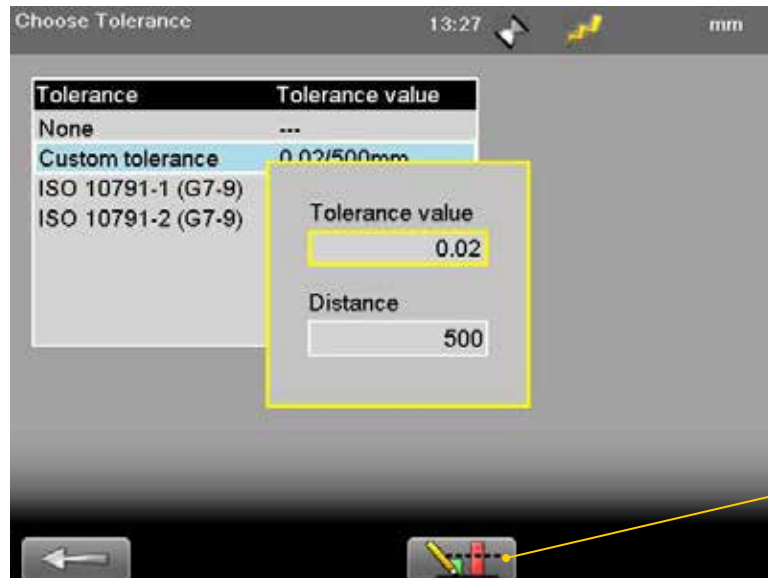 Choose Tolerance 13:27 mm
Tolerance Tolerance value
None ---
Custom tolerance 0.02/500mm
ISO 10791-1 (G7-9)
ISO 10791-2 (G7-9)
Tolerance value
0.02
Distance
500